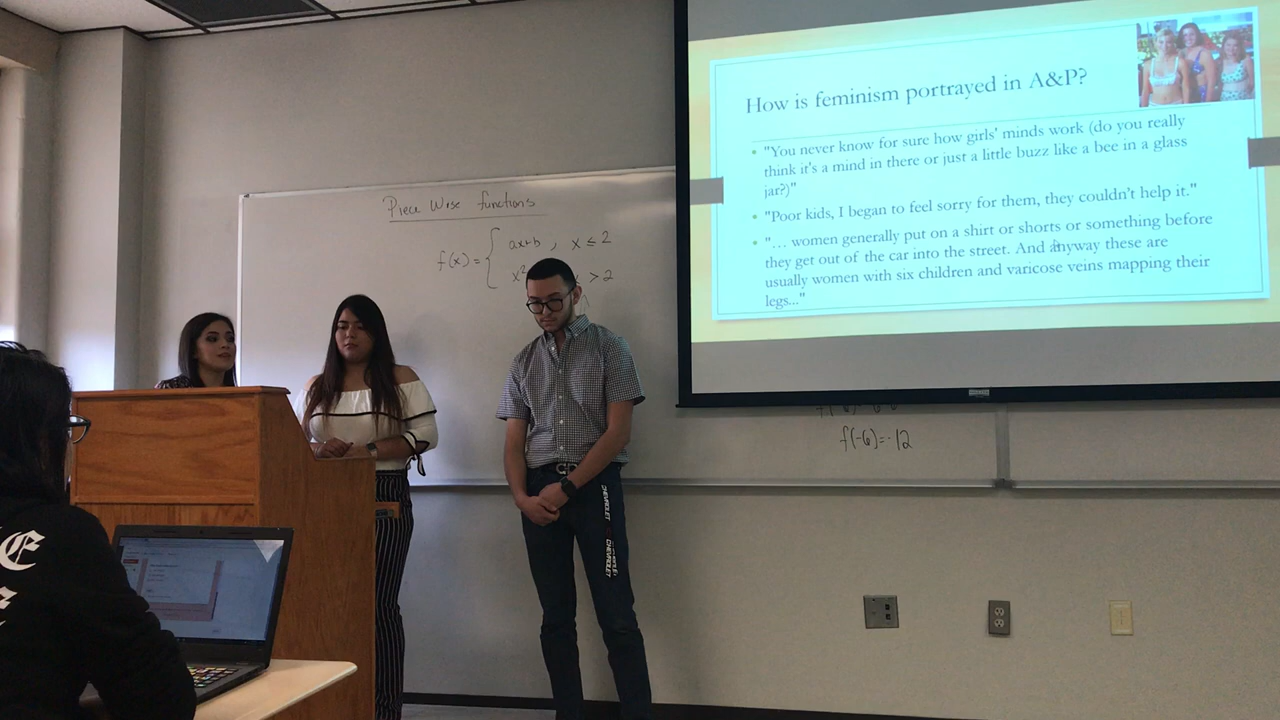 How is feminism portrayed in A&P?
• "You never know for sure how girls' minds work (do you really
think it's a mind in there or just a little buzz like a bee in a glass
jar?)"
• "Poor kids, I began to feel sorry for them, they couldn't help it."
• "… women generally put on a shirt or shorts or something before
they get out of the car into the street. And anyway these are
usually women with six children and varicose veins mapping their
legs..."
Piece Wise functions
f(x) = { ax+b , x ≤ 2
x² > 2
f(-6)=-12
CHEVROLET
CHEVROLET